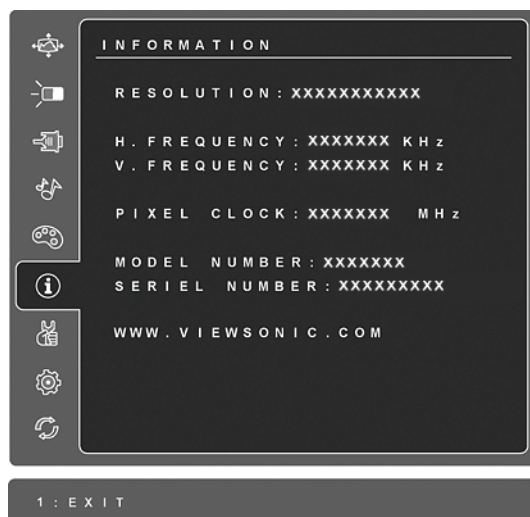 INFORMATION
RESOLUTION: XXXXXXXXXXX
H. FREQUENCY: XXXXXXX KHz
V. FREQUENCY: XXXXXXX KHz
PIXEL CLOCK: XXXXXXX MHz
MODEL NUMBER: XXXXXXX
SERIEL NUMBER: XXXXXXXXX
WWW.VIEWSONIC.COM
1: EXIT